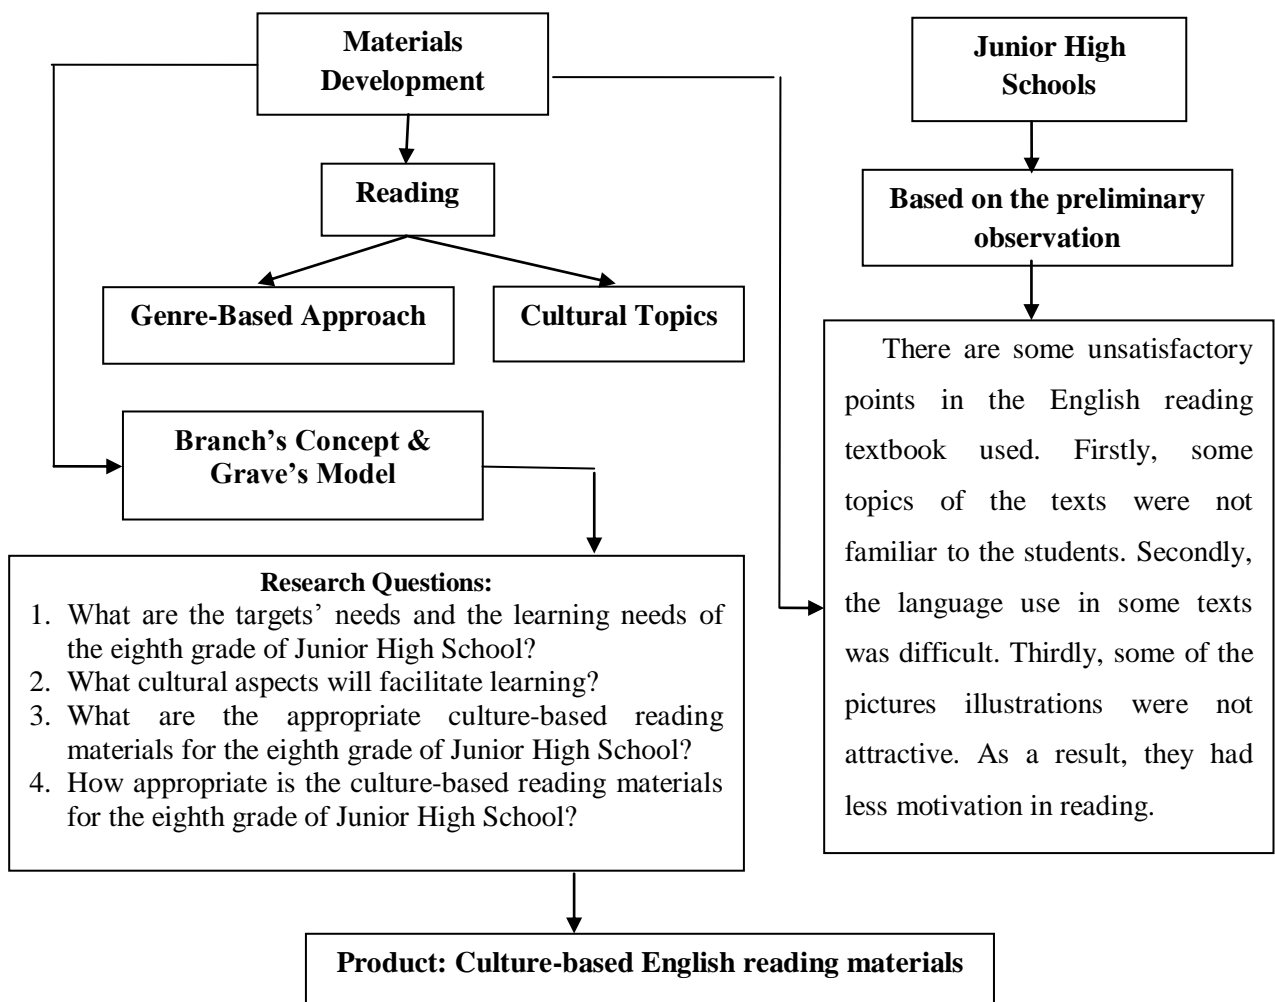 Materials
Development
Junior High
Schools
Reading
Based on the preliminary
observation
Genre-Based Approach
Cultural Topics
There are some unsatisfactory
points in the English reading
textbook used. Firstly, some
topics of the texts were not
familiar to the students. Secondly,
the language use in some texts
was difficult. Thirdly, some of the
pictures illustrations were not
attractive. As a result, they had
less motivation in reading.
Branch’s Concept &
Grave’s Model
Research Questions:
1. What are the targets’ needs and the learning needs of
the eighth grade of Junior High School?
2. What cultural aspects will facilitate learning?
3. What are the appropriate culture-based reading
materials for the eighth grade of Junior High School?
4. How appropriate is the culture-based reading materials
for the eighth grade of Junior High School?
Product: Culture-based English reading materials